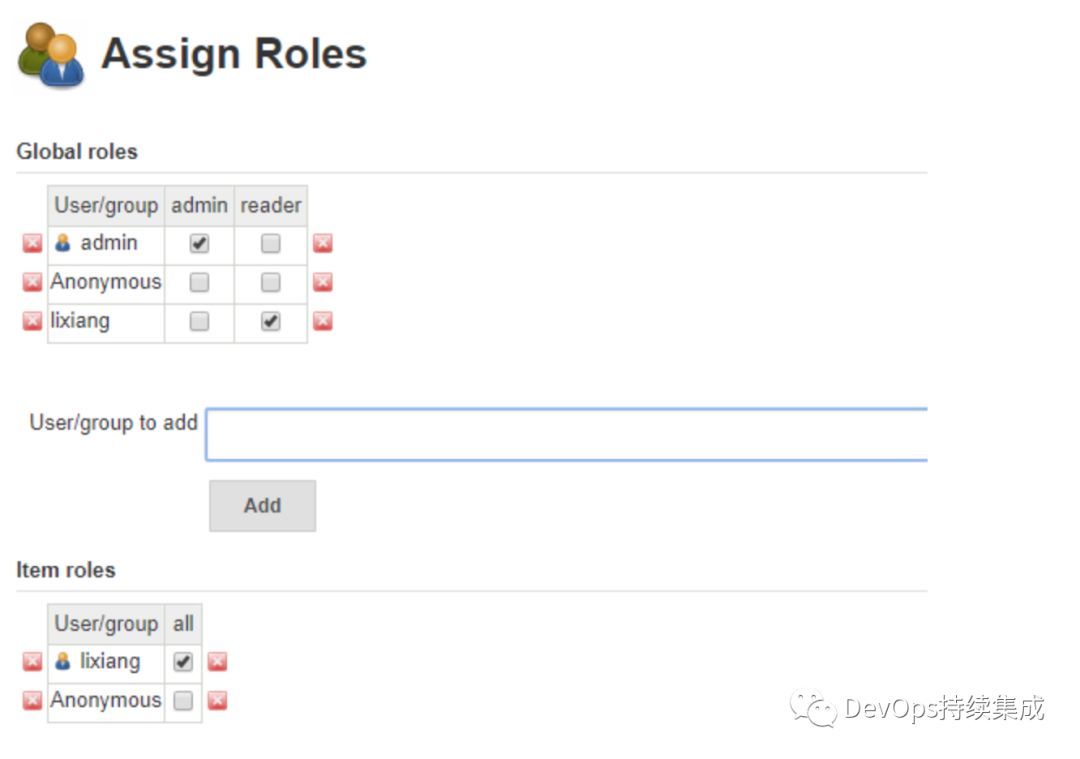 Assign Roles
Global roles
User/group admin reader
admin
Anonymous
lixiang
User/group to add
Add
Item roles
User/group all
lixiang
Anonymous
DevOps持续集成